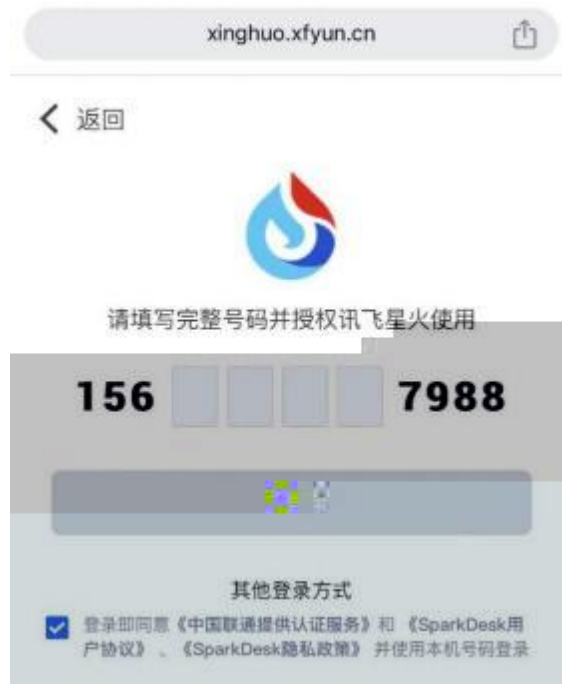 xinghuo.xfyun.cn
返回
请填写完整号码并授权讯飞星火使用
156 7988
其他登录方式
登录即同意《中国联通提供认证服务》和《SparkDesk用
户协议》、《SparkDesk隐私政策》并使用本机号码登录